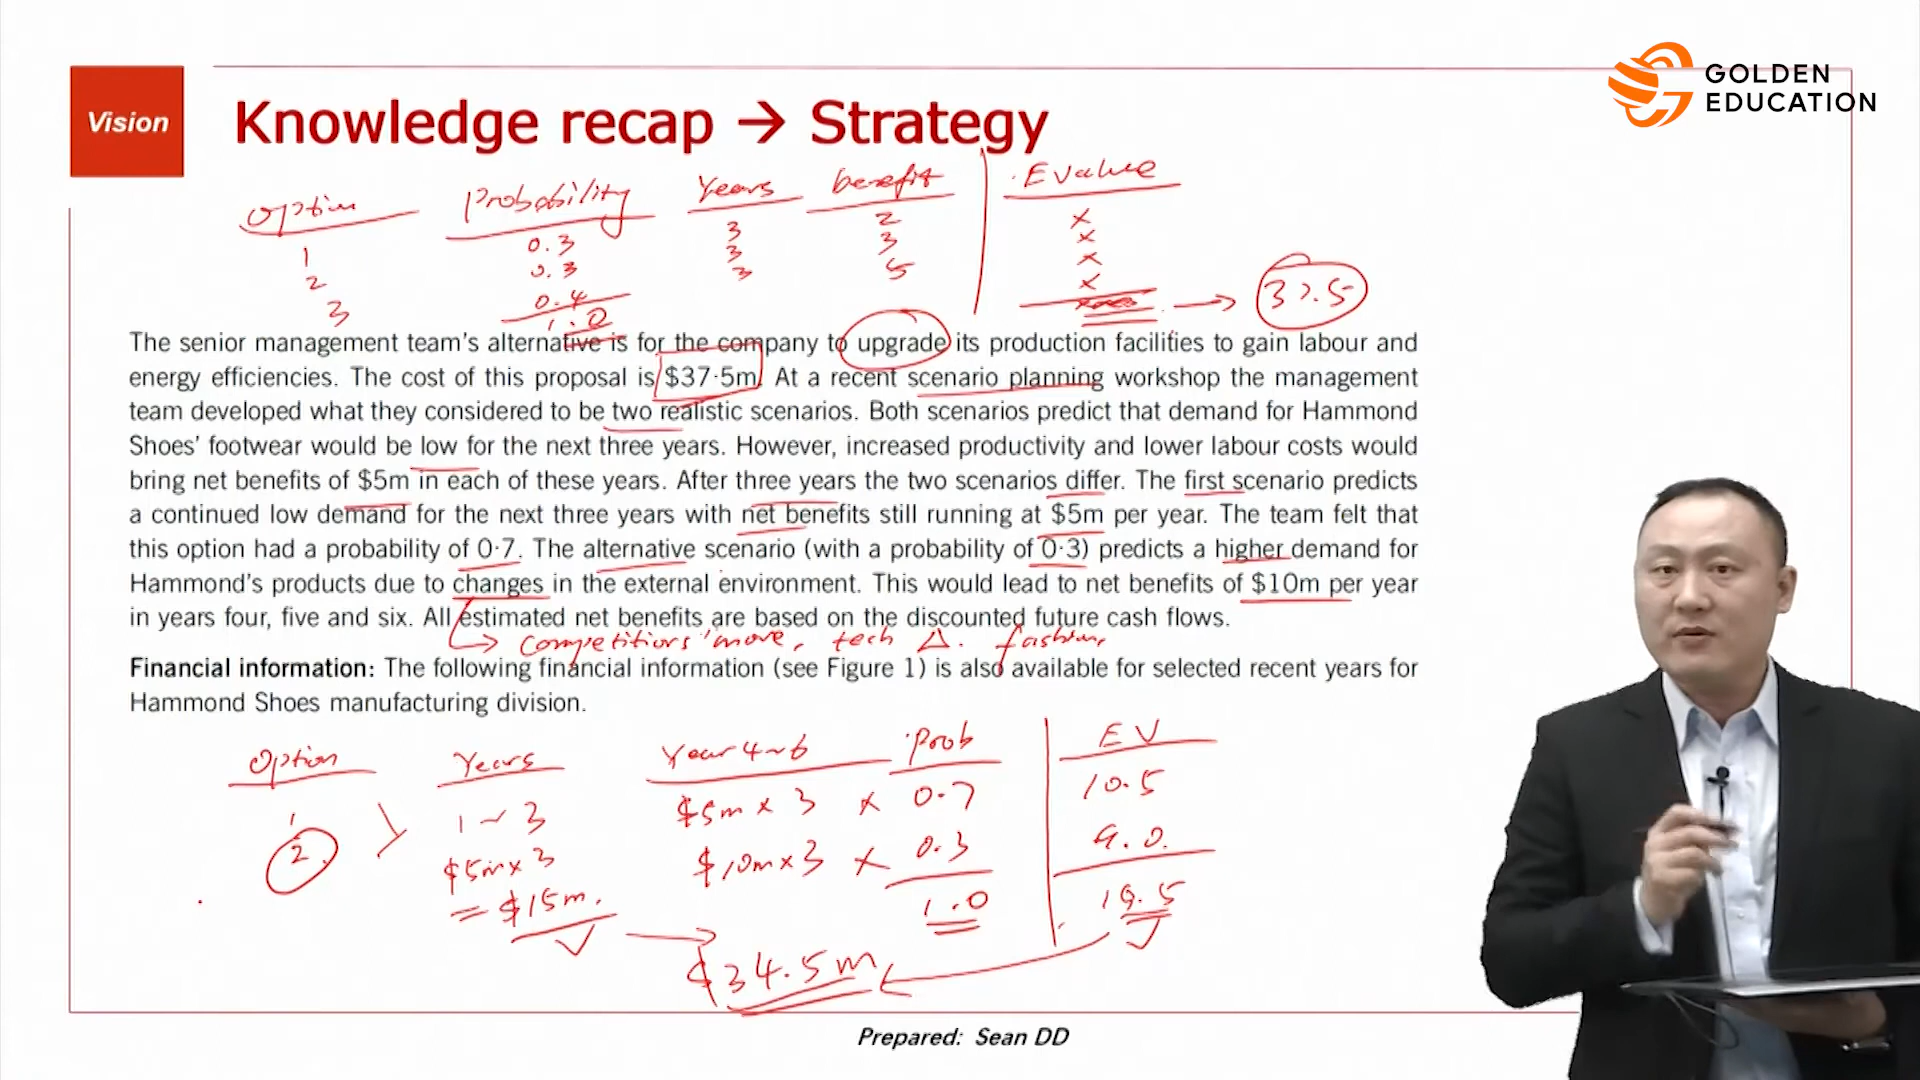 GOLDEN
EDUCATION
Vision
Knowledge recap → Strategy
Option Probability Years benefit Evalue
1 0.3 3 2 x
2 0.3 3 3 x
3 0.4 3 5 x
1.0 x → 37.5
The senior management team's alternative is for the company to upgrade its production facilities to gain labour and
energy efficiencies. The cost of this proposal is $37·5m. At a recent scenario planning workshop the management
team developed what they considered to be two realistic scenarios. Both scenarios predict that demand for Hammond
Shoes' footwear would be low for the next three years. However, increased productivity and lower labour costs would
bring net benefits of $5m in each of these years. After three years the two scenarios differ. The first scenario predicts
a continued low demand for the next three years with net benefits still running at $5m per year. The team felt that
this option had a probability of 0·7. The alternative scenario (with a probability of 0·3) predicts a higher demand for
Hammond's products due to changes in the external environment. This would lead to net benefits of $10m per year
in years four, five and six. All estimated net benefits are based on the discounted future cash flows.
→ competitiors' move, tech Δ. fashion,
Financial information: The following financial information (see Figure 1) is also available for selected recent years for
Hammond Shoes manufacturing division.
Option Years Year 4~6 Prob EV
1 1~3 $5m x 3 x 0.7 10.5
2 $5m x 3 $10m x 3 x 0.3 9.0
= $15m. 1.0 19.5
$34.5m
Prepared: Sean DD